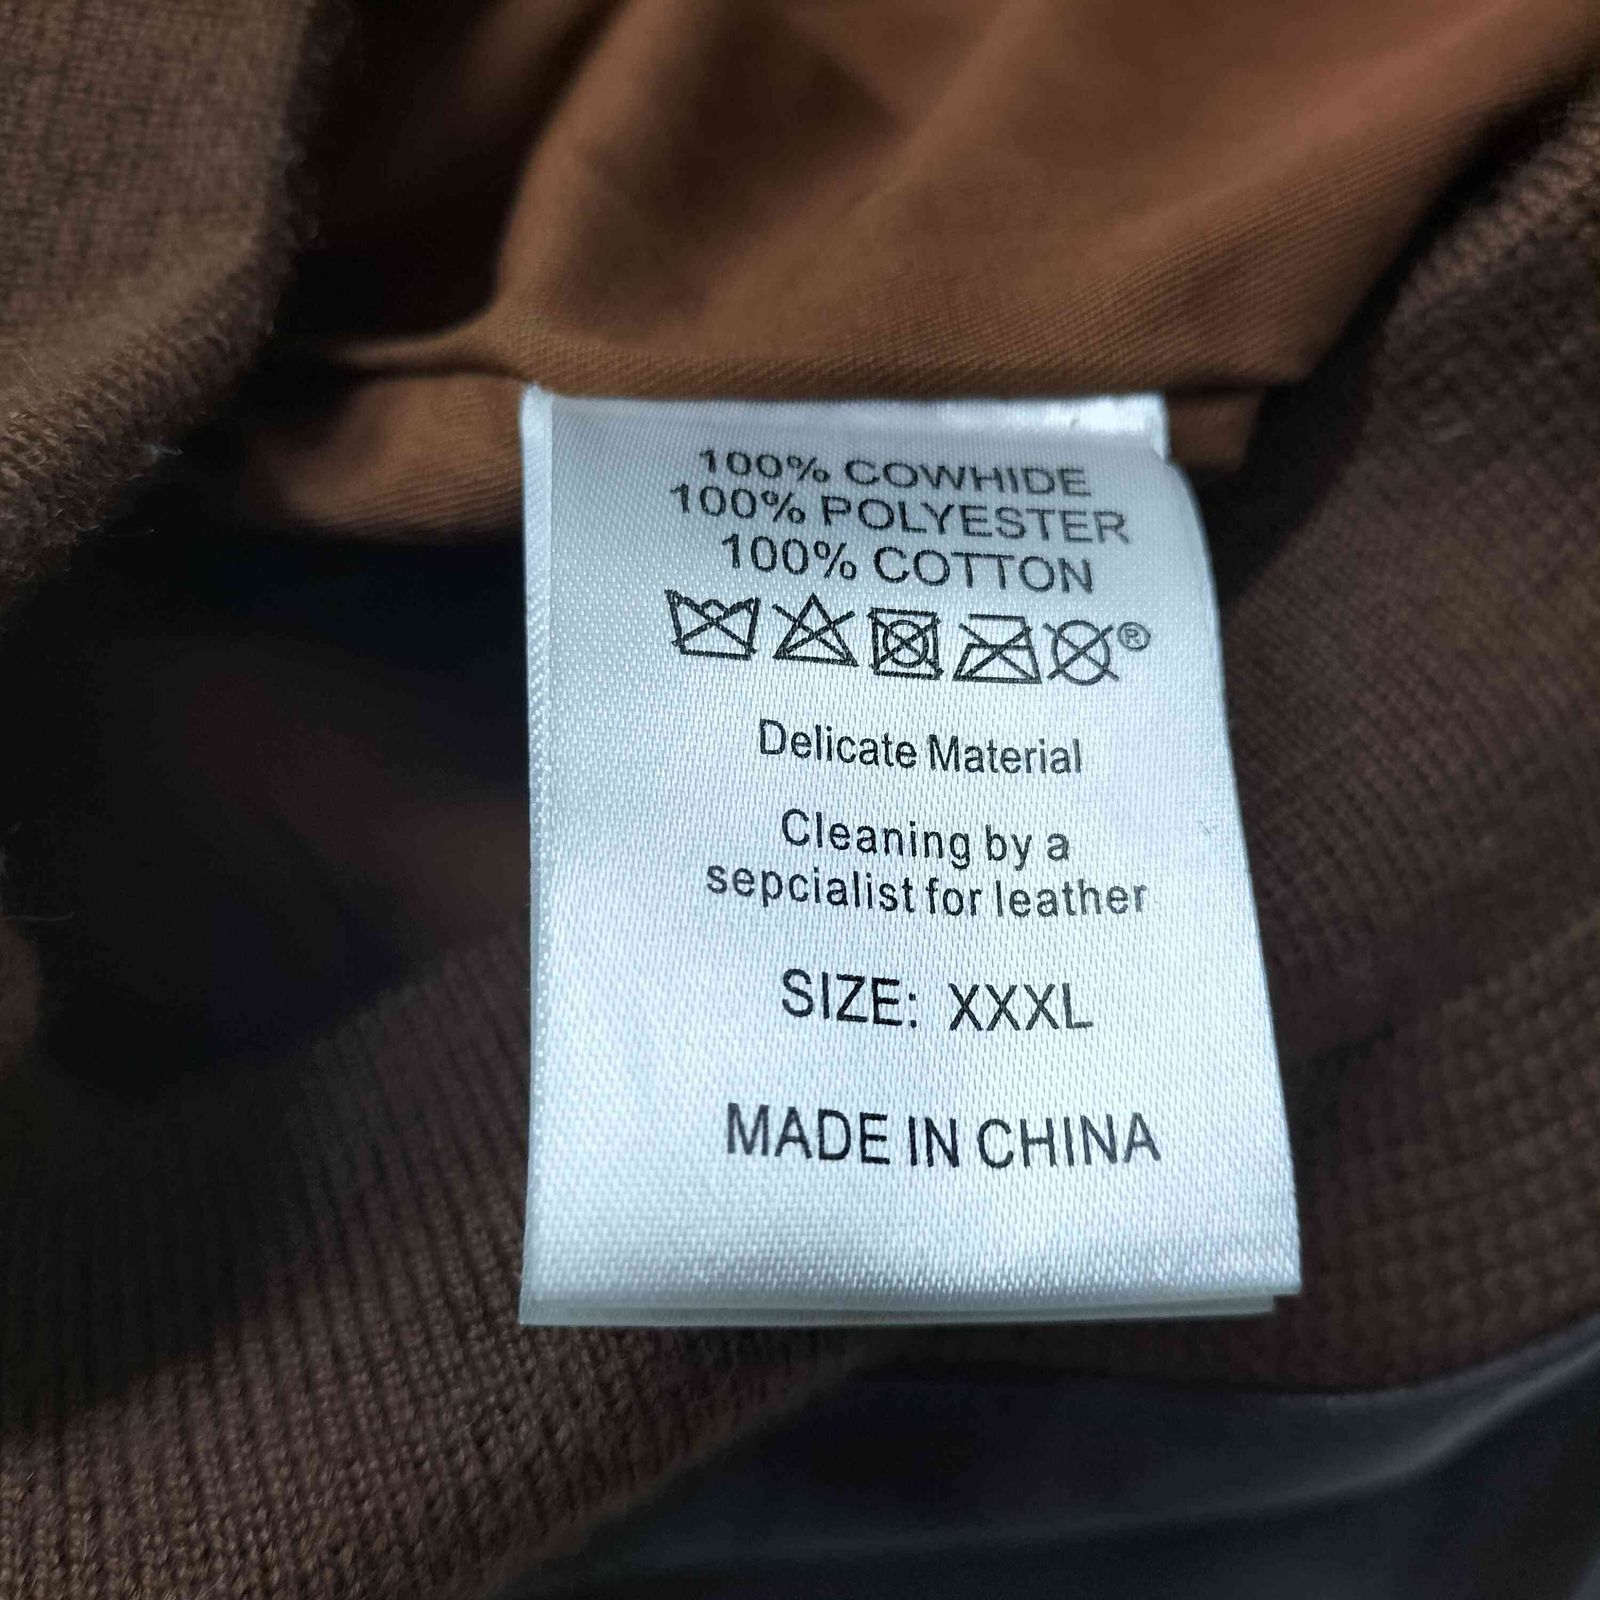 100% COWHIDE
100% POLYESTER
100% COTTON
®
Delicate Material
Cleaning by a
sepcialist for leather
SIZE: XXXL
MADE IN CHINA